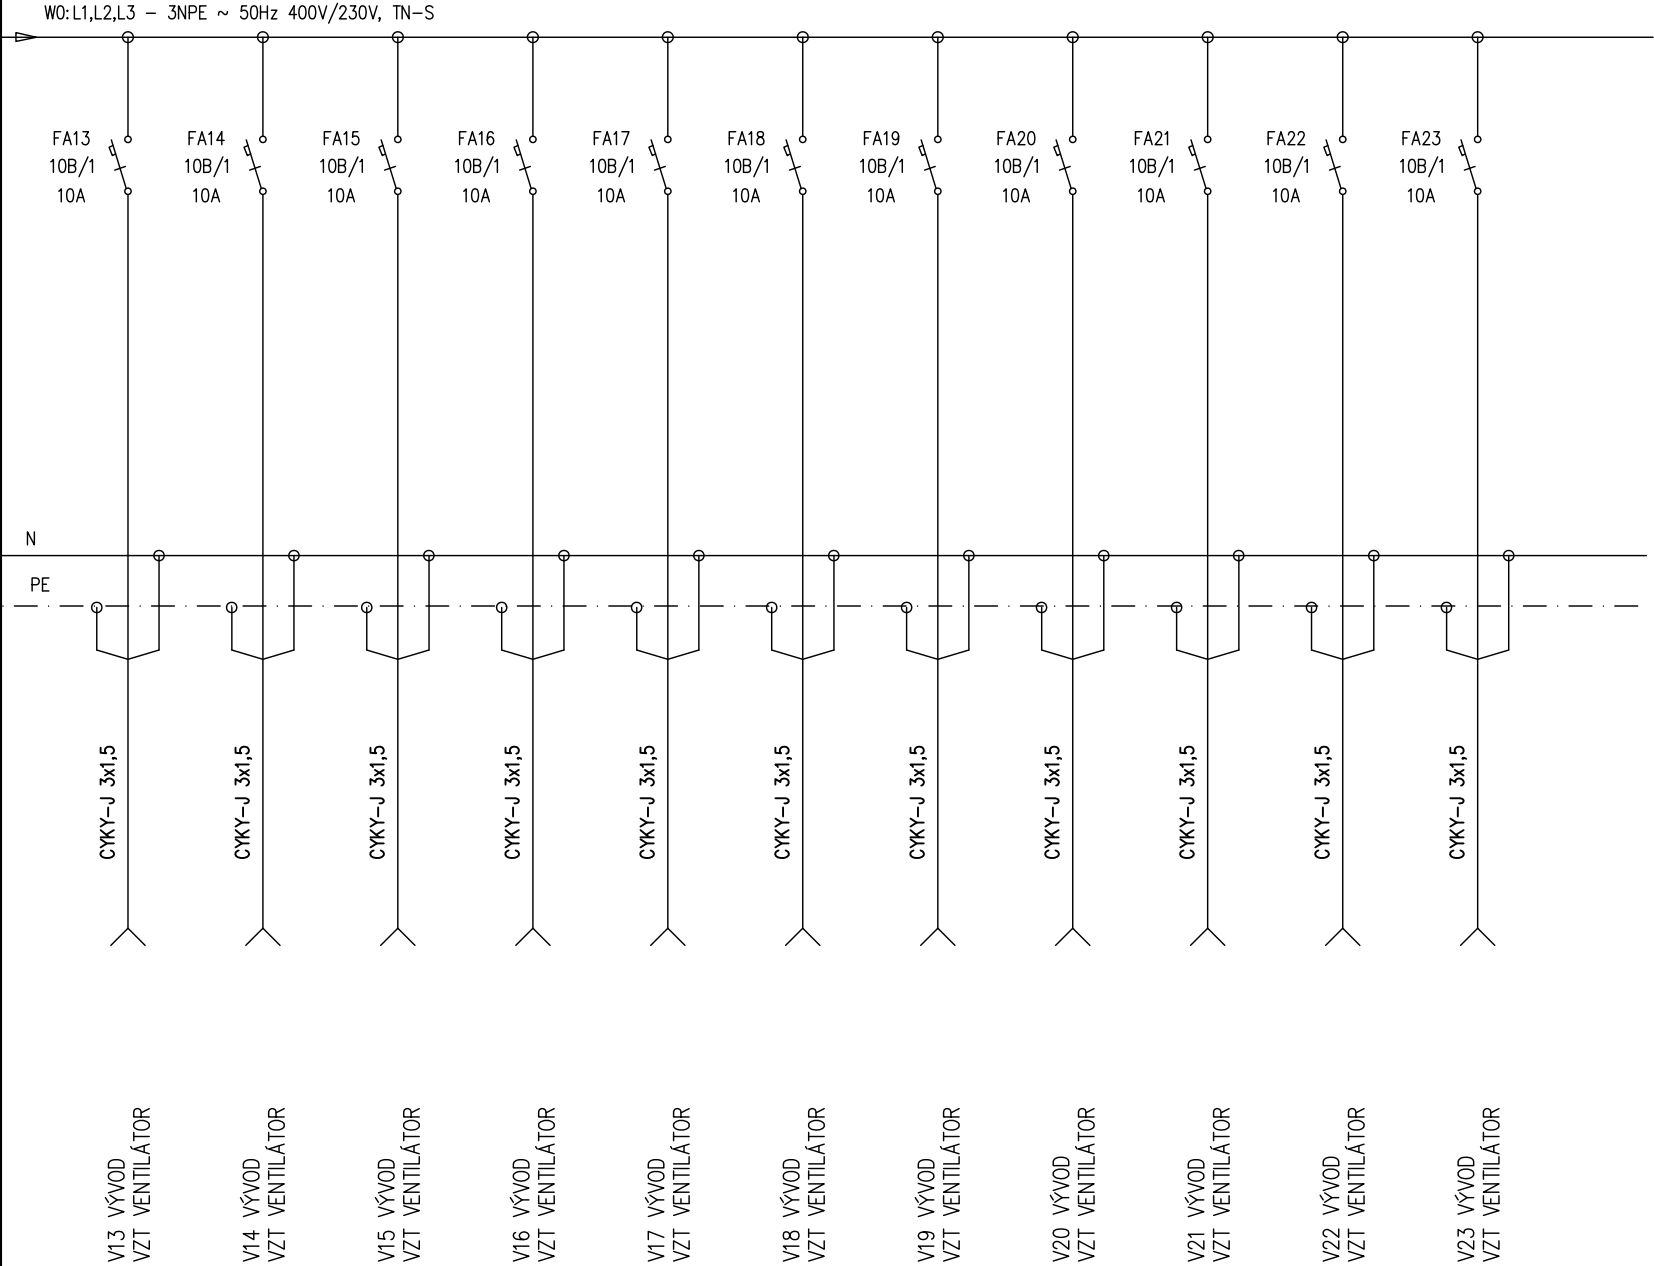 WO:L1,L2,L3 – 3NPE ~ 50Hz 400V/230V, TN–S
FA13
10B/1
10A
FA14
10B/1
10A
FA15
10B/1
10A
FA16
10B/1
10A
FA17
10B/1
10A
FA18
10B/1
10A
FA19
10B/1
10A
FA20
10B/1
10A
FA21
10B/1
10A
FA22
10B/1
10A
FA23
10B/1
10A
N
PE
CYKY–J 3x1,5
CYKY–J 3x1,5
CYKY–J 3x1,5
CYKY–J 3x1,5
CYKY–J 3x1,5
CYKY–J 3x1,5
CYKY–J 3x1,5
CYKY–J 3x1,5
CYKY–J 3x1,5
CYKY–J 3x1,5
CYKY–J 3x1,5
V13 VÝVOD
VZT VENTILÁTOR
V14 VÝVOD
VZT VENTILÁTOR
V15 VÝVOD
VZT VENTILÁTOR
V16 VÝVOD
VZT VENTILÁTOR
V17 VÝVOD
VZT VENTILÁTOR
V18 VÝVOD
VZT VENTILÁTOR
V19 VÝVOD
VZT VENTILÁTOR
V20 VÝVOD
VZT VENTILÁTOR
V21 VÝVOD
VZT VENTILÁTOR
V22 VÝVOD
VZT VENTILÁTOR
V23 VÝVOD
VZT VENTILÁTOR